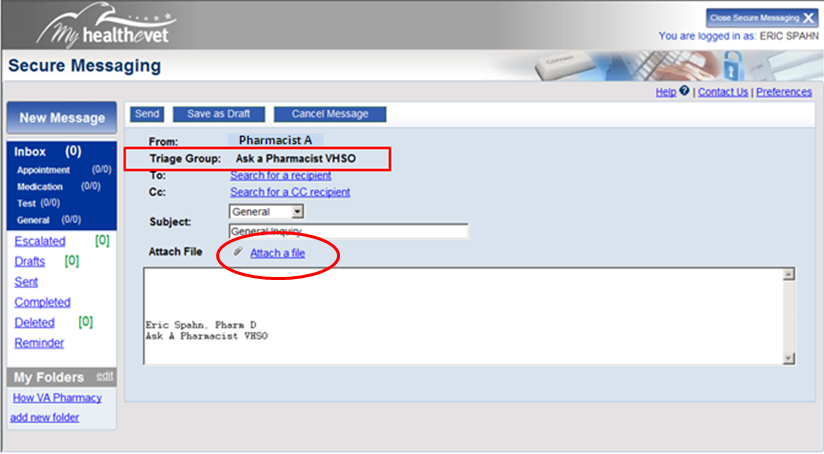 My healthevet
Close Secure Messaging X
You are logged in as: ERIC SPAHN
Secure Messaging
Help ? | Contact Us | Preferences
New Message
Inbox (0)
Appointment (0/0)
Medication (0/0)
Test (0/0)
General (0/0)
Escalated [0]
Drafts [0]
Sent
Completed
Deleted [0]
Reminder
My Folders edit
How VA Pharmacy
add new folder
Send Save as Draft Cancel Message
From: Pharmacist A
Triage Group: Ask a Pharmacist VHSO
To: Search for a recipient
Cc: Search for a CC recipient
General
Subject:
General Inquiry
Attach File Attach a file
Eric Spahn, Pharm D
Ask A Pharmacist VHSO